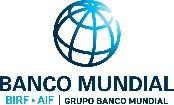 BANCO MUNDIAL
BIRF • AIF | GRUPO BANCO MUNDIAL